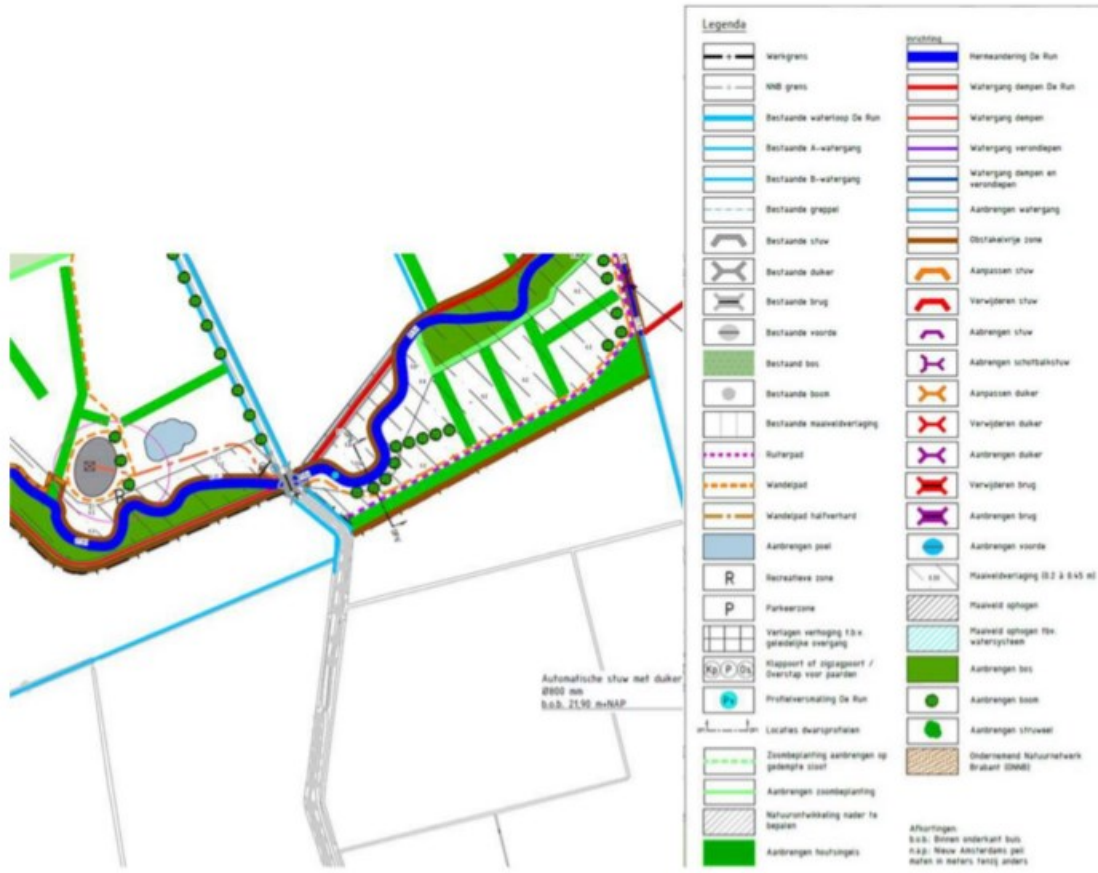 Legenda
Werkgrens
NNB grens
Bestaande waterloop De Run
Bestaande A-watergang
Bestaande B-watergang
Bestaande greppel
Bestaande stuw
Bestaande duiker
Bestaande brug
Bestaande voorde
Bestaand bos
Bestaande boom
Bestaande maaiveldverlaging
Ruiterpad
Wandelpad
Wandelpad halfverhard
Aanbrengen poel
R Recreatieve zone
P Parkeerzone
Verlagen verhoging t.b.v.
geleidelijke overgang
Kp P Os Klappoort of zigzagpoort /
Overstap voor paarden
Pv Profielversmalling De Run
Locaties dwarsprofielen
Zoombeplanting aanbrengen op
gedempte sloot
Aanbrengen zoombeplanting
Natuurontwikkeling nader te
bepalen
Aanbrengen houtsingels
Inrichting
Hermeandering De Run
Watergang dempen De Run
Watergang dempen
Watergang verondiepen
Watergang dempen en
verondiepen
Aanbrengen watergang
Obstakelvrije zone
Aanpassen stuw
Verwijderen stuw
Aabrengen stuw
Aabrengen schotbalkstuw
Aanpassen duiker
Verwijderen duiker
Aanbrengen duiker
Verwijderen brug
Aanbrengen brug
Aanbrengen voorde
Maaiveldverlaging (0.2 à 0.45 m)
Maaiveld ophogen
Maaiveld ophogen tbv.
watersysteem
Aanbrengen bos
Aanbrengen boom
Aanbrengen struweel
Ondernemend Natuurnetwerk
Brabant (ONNB)
Afkortingen
b.o.b: Binnen onderkant buis
n.a.p: Nieuw Amsterdams peil
maten in meters tenzij anders
R
Automatische stuw met duiker
Ø800 mm
b.o.b. 21,90 m+NAP